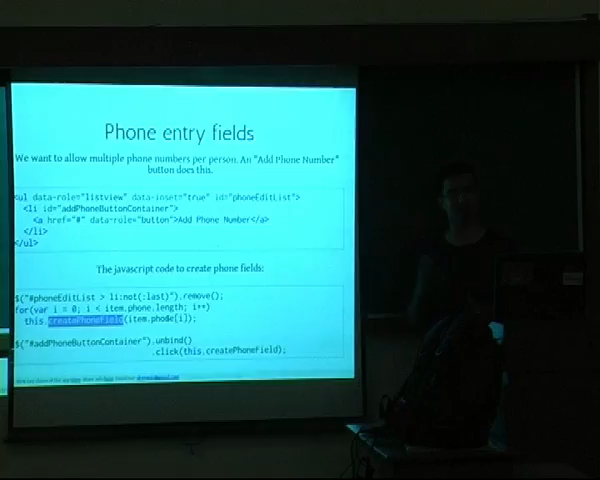 Phone entry fields
We want to allow multiple phone numbers per person. An "Add Phone Number"
button does this.
<ul data-role="listview" data-inset="true" id="phoneEditList">
<li id="addPhoneButtonContainer">
<a href="#" data-role="button">Add Phone Number</a>
</li>
</ul>
The javascript code to create phone fields:
$("#phoneEditList > li:not(:last)").remove();
for(var i = 0; i < item.phone.length; i++)
this.createPhoneField(item.phone[i]);
$("#addPhoneButtonContainer").unbind()
.click(this.createPhoneField);